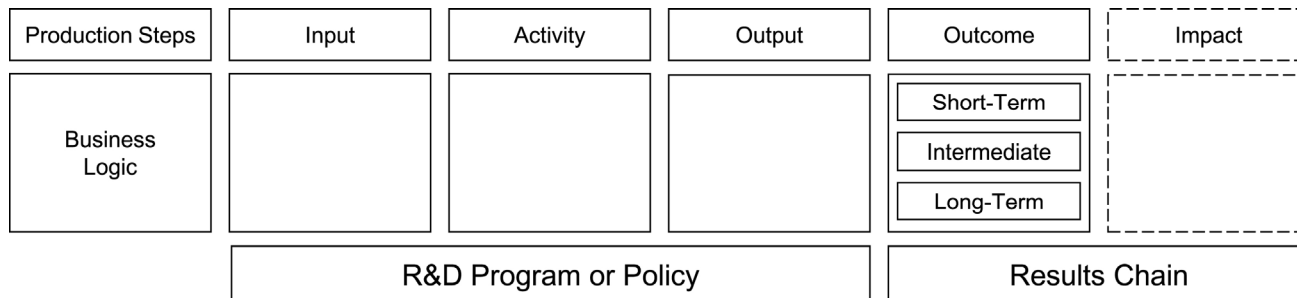 Production Steps
Input
Activity
Output
Outcome
Impact
Business
Logic
Short-Term
Intermediate
Long-Term
R&D Program or Policy
Results Chain